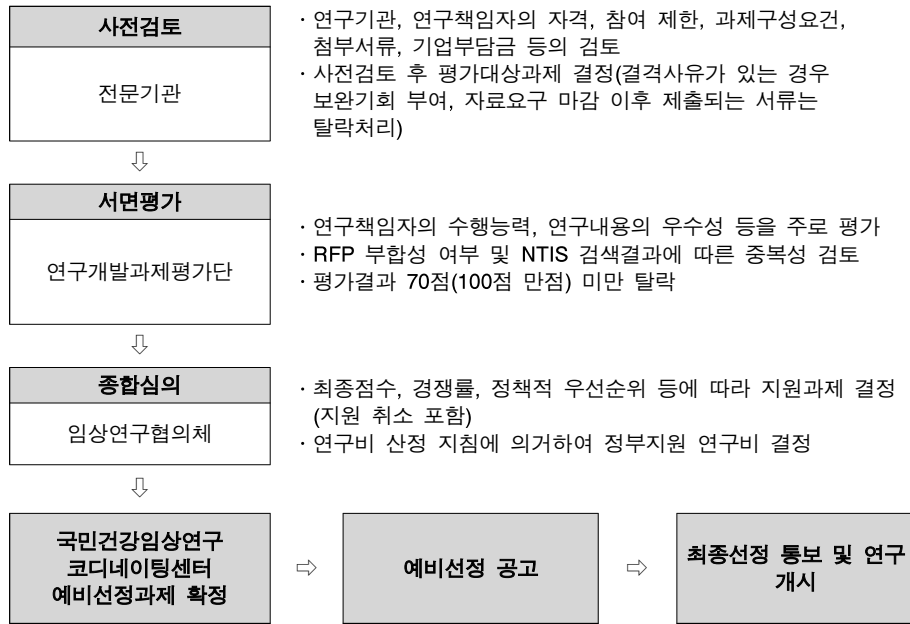 사전검토
전문기관
· 연구기관, 연구책임자의 자격, 참여 제한, 과제구성요건,
첨부서류, 기업부담금 등의 검토
· 사전검토 후 평가대상과제 결정(결격사유가 있는 경우
보완기회 부여, 자료요구 마감 이후 제출되는 서류는
탈락처리)
⇩
서면평가
연구개발과제평가단
· 연구책임자의 수행능력, 연구내용의 우수성 등을 주로 평가
· RFP 부합성 여부 및 NTIS 검색결과에 따른 중복성 검토
· 평가결과 70점(100점 만점) 미만 탈락
⇩
종합심의
임상연구협의체
· 최종점수, 경쟁률, 정책적 우선순위 등에 따라 지원과제 결정
(지원 취소 포함)
· 연구비 산정 지침에 의거하여 정부지원 연구비 결정
⇩
국민건강임상연구
코디네이팅센터
예비선정과제 확정
⇨
예비선정 공고
⇨
최종선정 통보 및 연구
개시